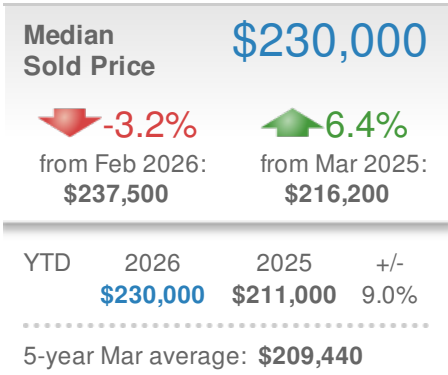 Median $230,000
Sold Price
-3.2% 6.4%
from Feb 2026: from Mar 2025:
$237,500 $216,200
YTD 2026 2025 +/-
$230,000 $211,000 9.0%
5-year Mar average: $209,440